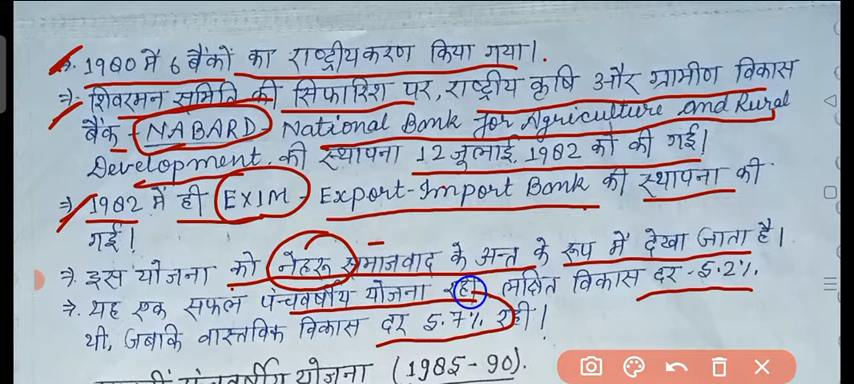 ⇒ 1980 में 6 बैंकों का राष्ट्रीयकरण किया गया।
⇒ शिवरमन समिति की सिफारिश पर, राष्ट्रीय कृषि और ग्रामीण विकास
बैंक - NABARD - National Bank for Agriculture and Rural
Development. की स्थापना 12 जुलाई, 1982 को की गई।
⇒ 1982 में ही EXIM - Export-Import Bank की स्थापना की
गई।
⇒ इस योजना को नेहरू समाजवाद के अन्त के रूप में देखा जाता है।
⇒ यह एक सफल पंचवर्षीय योजना रही, लक्षित विकास दर - 5.2%.
थी, जबकि वास्तविक विकास दर 5.7% रही।
पंचवर्षीय योजना (1985-90).